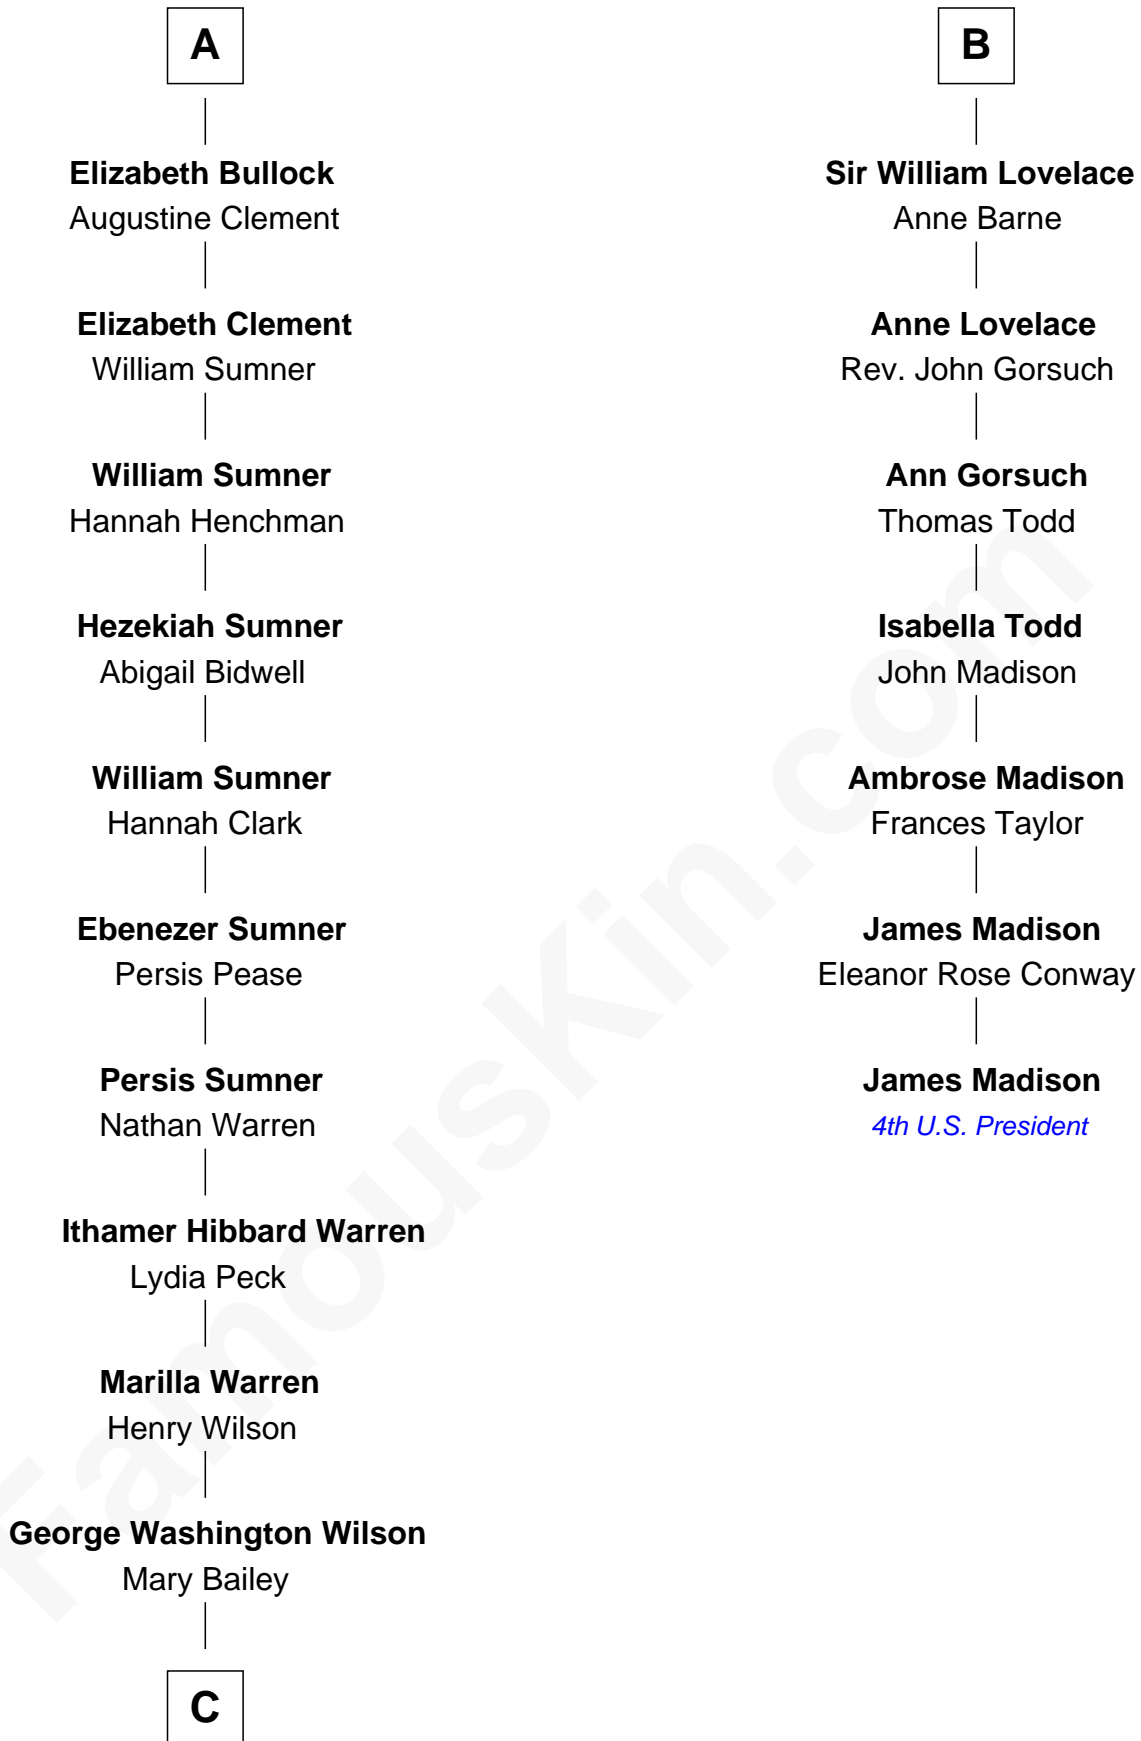 A
Elizabeth Bullock
Augustine Clement
Elizabeth Clement
William Sumner
William Sumner
Hannah Henchman
Hezekiah Sumner
Abigail Bidwell
William Sumner
Hannah Clark
Ebenezer Sumner
Persis Pease
Persis Sumner
Nathan Warren
Ithamer Hibbard Warren
Lydia Peck
Marilla Warren
Henry Wilson
George Washington Wilson
Mary Bailey
C
B
Sir William Lovelace
Anne Barne
Anne Lovelace
Rev. John Gorsuch
Ann Gorsuch
Thomas Todd
Isabella Todd
John Madison
Ambrose Madison
Frances Taylor
James Madison
Eleanor Rose Conway
James Madison
4th U.S. President
FamousKin.com